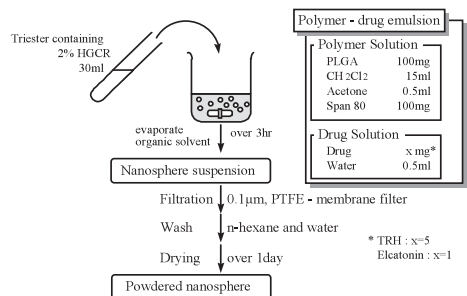 Triester containing
2% HGCR
30ml
evaporate
organic solvent
over 3hr
Nanosphere suspension
Filtration
0.1μm, PTFE - membrane filter
Wash
n-hexane and water
Drying
over 1day
Powdered nanosphere
Polymer - drug emulsion
Polymer Solution
PLGA 100mg
CH2Cl2 15ml
Acetone 0.5ml
Span 80 100mg
Drug Solution
Drug x mg*
Water 0.5ml
* TRH : x=5
Elcatonin : x=1